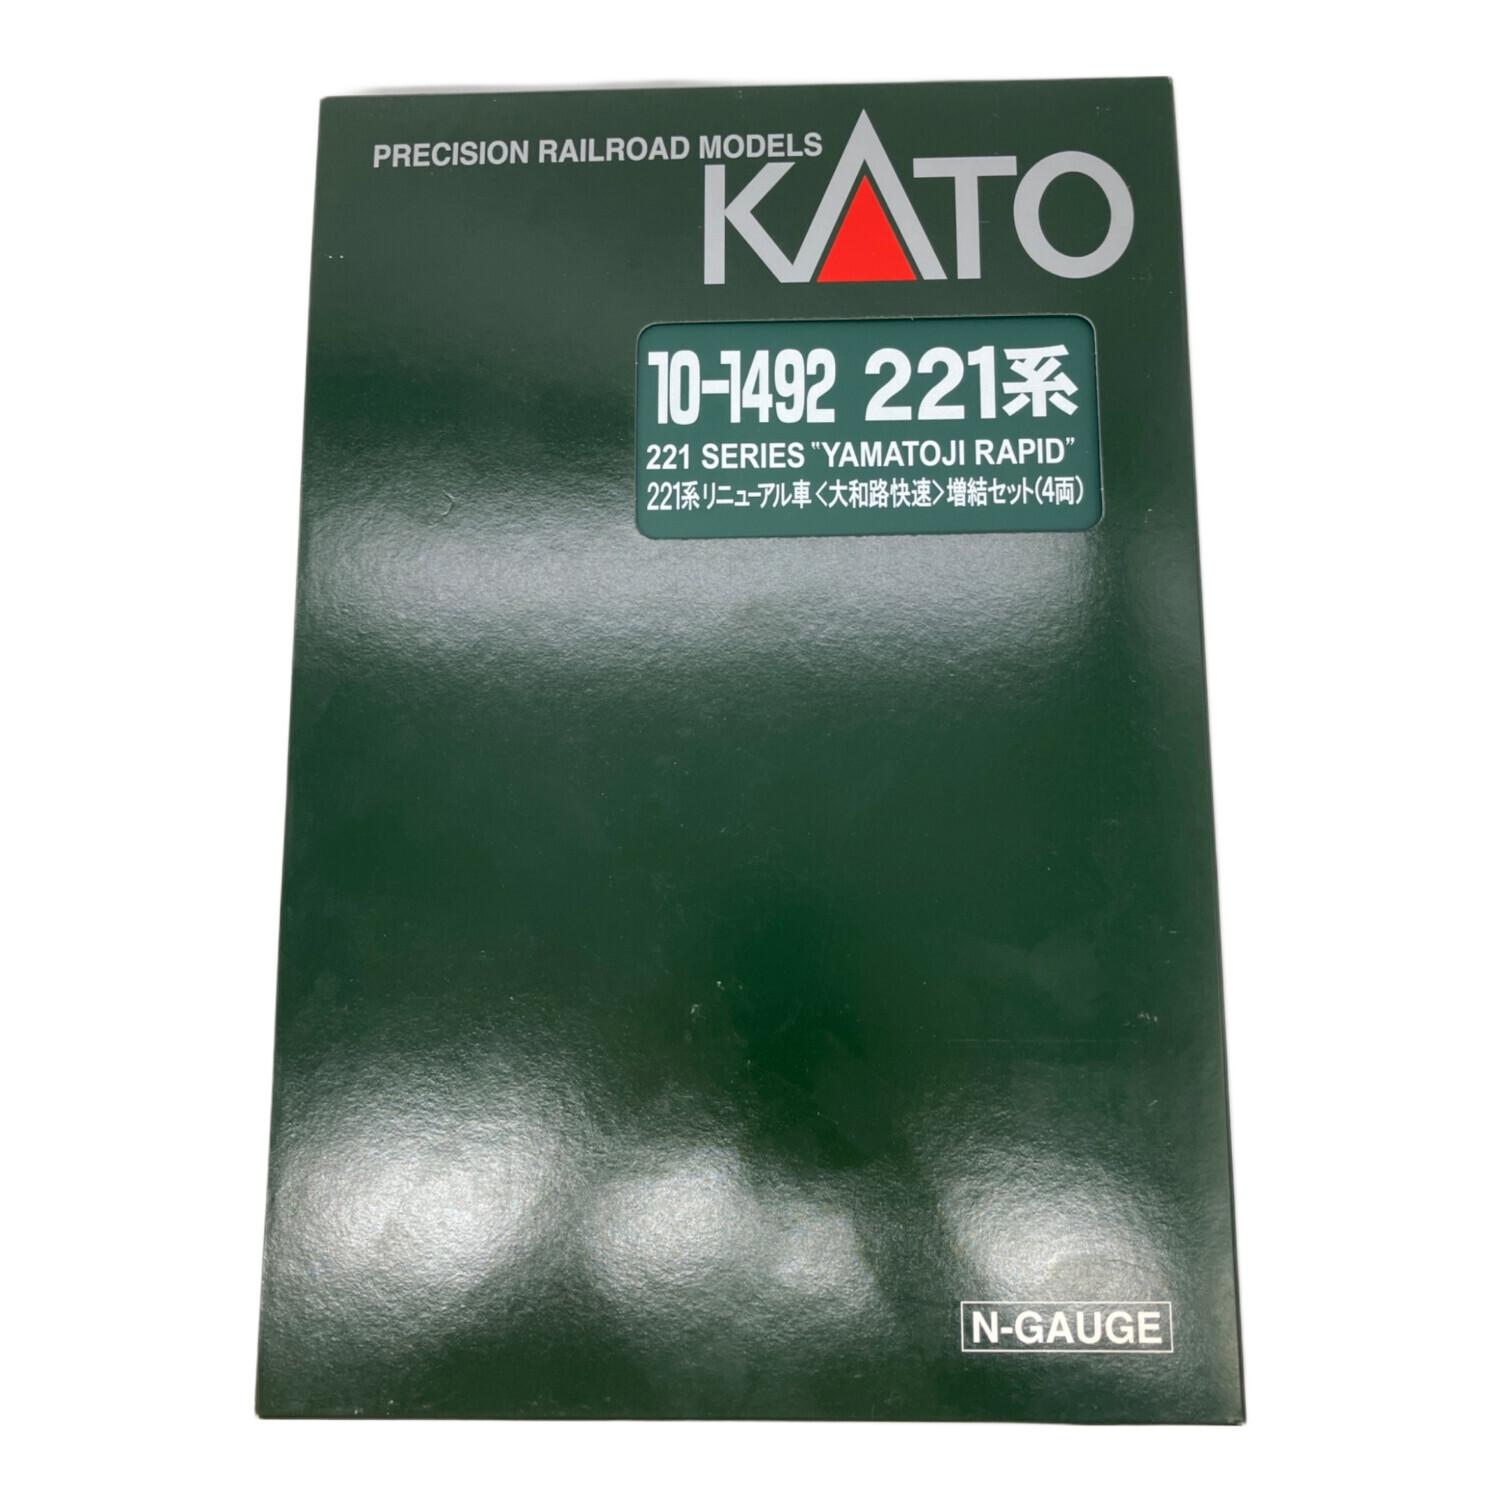 PRECISION RAILROAD MODELS
KATO
10-1492 221系
221 SERIES "YAMATOJI RAPID"
221系リニューアル車〈大和路快速〉増結セット(4両)
N-GAUGE